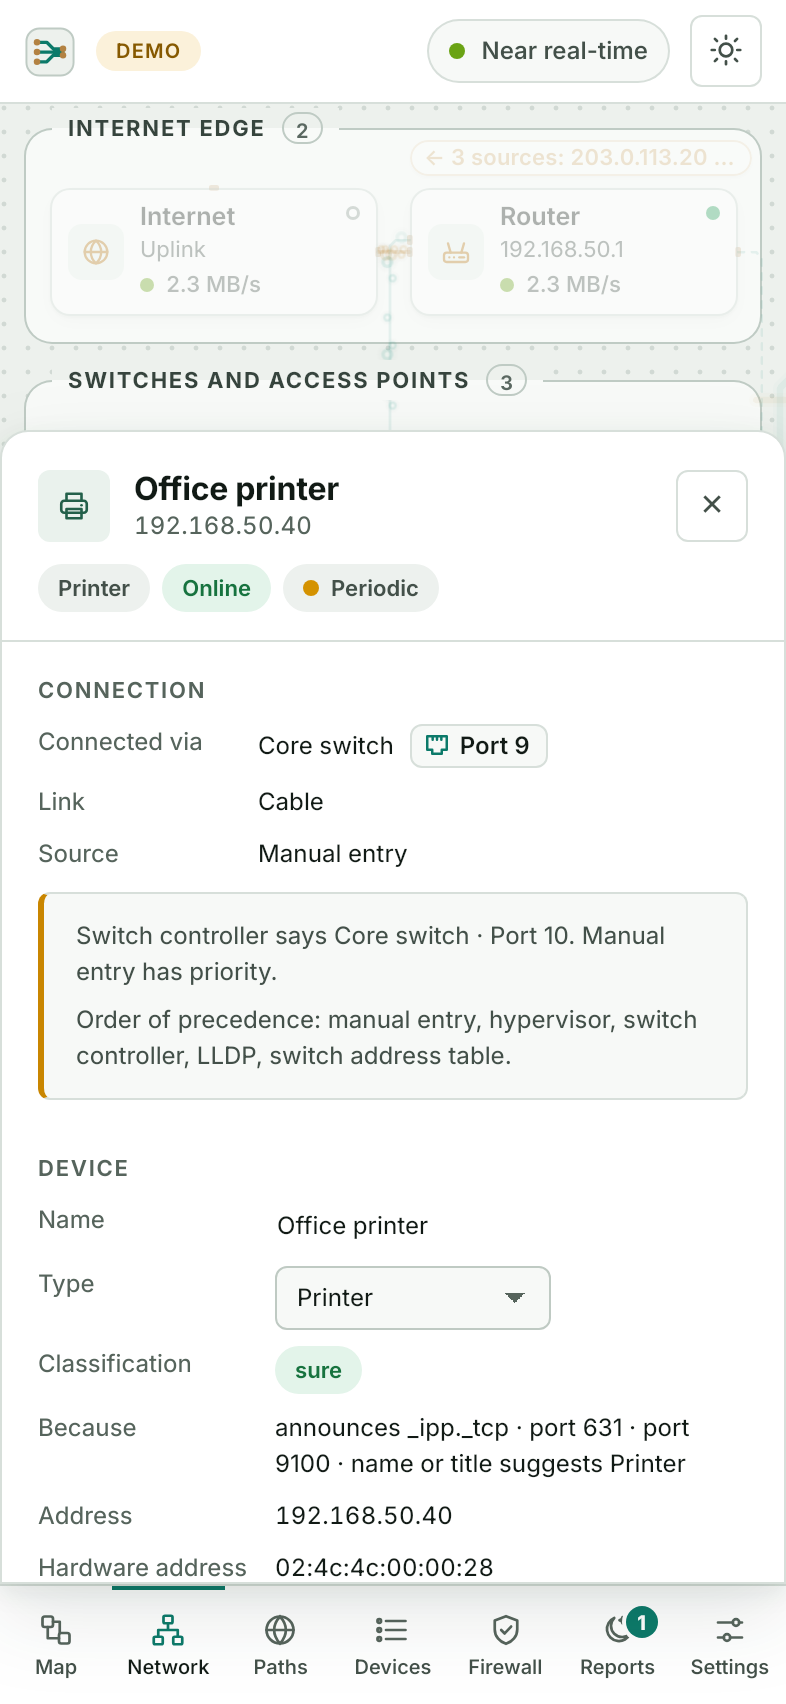 DEMO
Near real-time
INTERNET EDGE 2
← 3 sources: 203.0.113.20 ...
Internet
Uplink
2.3 MB/s
Router
192.168.50.1
2.3 MB/s
SWITCHES AND ACCESS POINTS 3
Office printer
192.168.50.40
Printer
Online
Periodic
CONNECTION
Connected via Core switch Port 9
Link Cable
Source Manual entry
Switch controller says Core switch · Port 10. Manual
entry has priority.
Order of precedence: manual entry, hypervisor, switch
controller, LLDP, switch address table.
DEVICE
Name Office printer
Type Printer
Classification sure
Because announces _ipp._tcp · port 631 · port
9100 · name or title suggests Printer
Address 192.168.50.40
Hardware address 02:4c:4c:00:00:28
1
Map Network Paths Devices Firewall Reports Settings